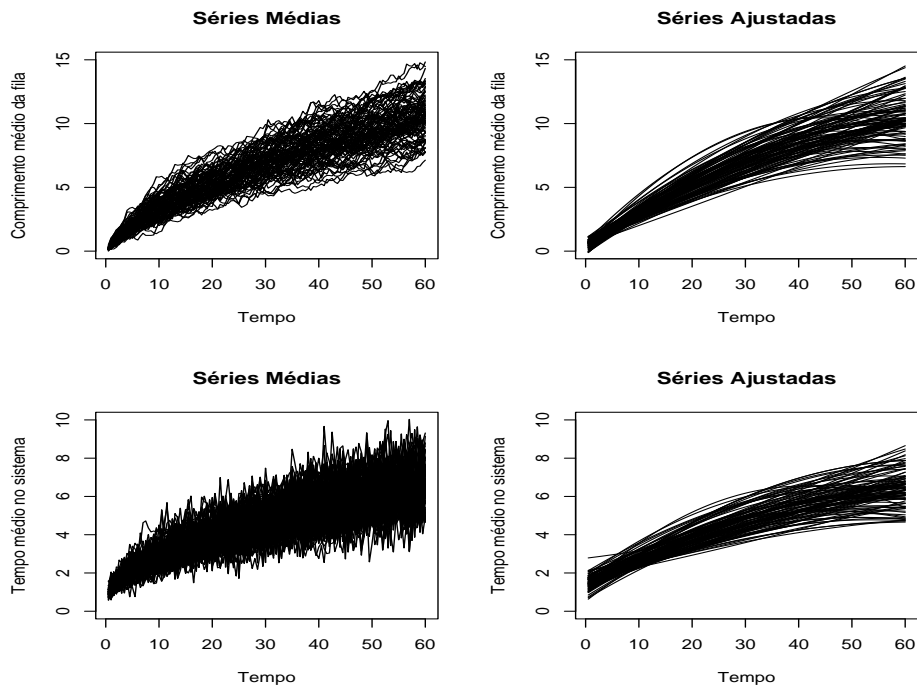 Séries Médias
Comprimento médio da fila
0 5 10 15
0 10 20 30 40 50 60
Tempo
Séries Ajustadas
Comprimento médio da fila
0 5 10 15
0 10 20 30 40 50 60
Tempo
Séries Médias
Tempo médio no sistema
0 2 4 6 8 10
0 10 20 30 40 50 60
Tempo
Séries Ajustadas
Tempo médio no sistema
0 2 4 6 8 10
0 10 20 30 40 50 60
Tempo